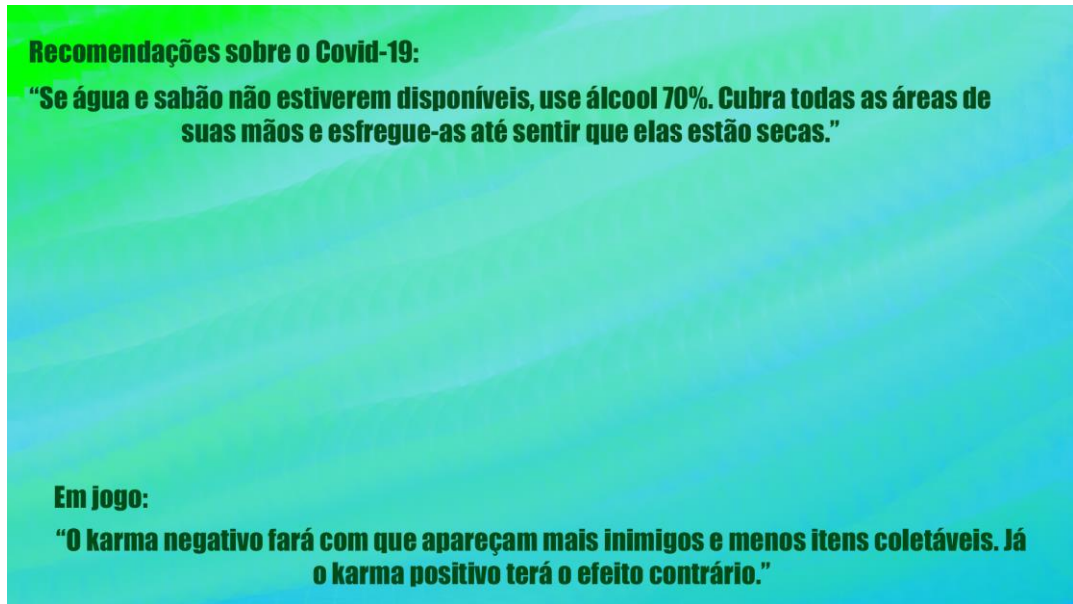 Recomendações sobre o Covid-19:
“Se água e sabão não estiverem disponíveis, use álcool 70%. Cubra todas as áreas de
suas mãos e esfregue-as até sentir que elas estão secas.”
Em jogo:
“O karma negativo fará com que apareçam mais inimigos e menos itens coletáveis. Já
o karma positivo terá o efeito contrário.”